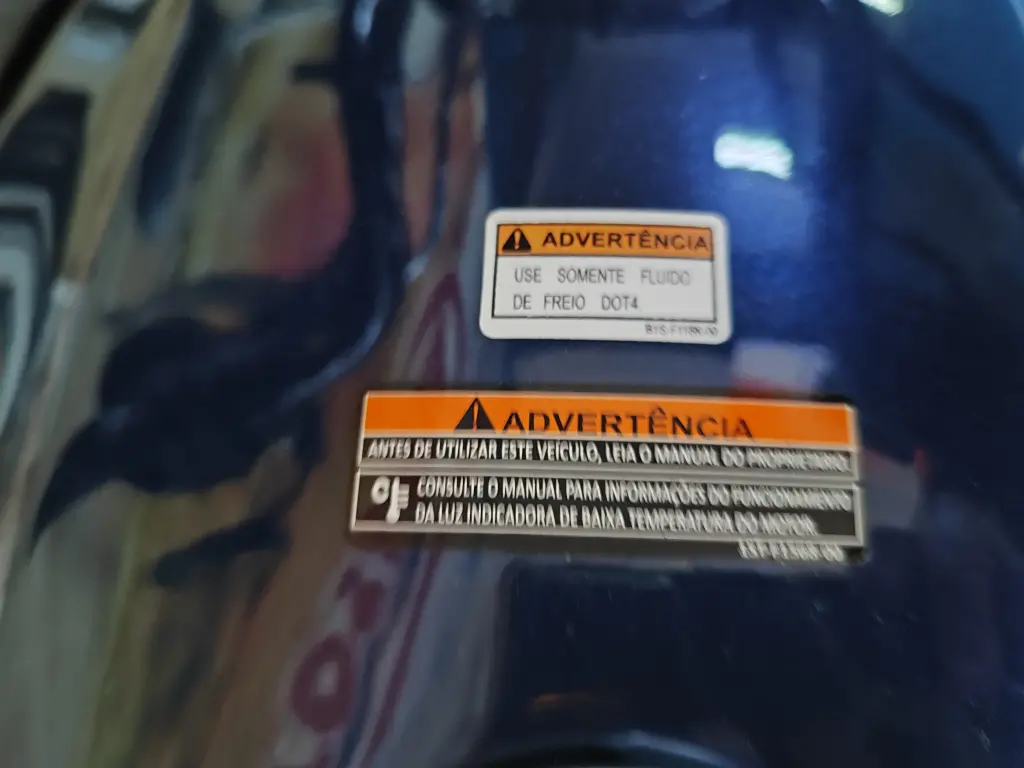 ADVERTÊNCIA
USE SOMENTE FLUIDO
DE FREIO DOT4
ADVERTÊNCIA
ANTES DE UTILIZAR ESTE VEÍCULO, LEIA O MANUAL DO PROPRIETÁRIO.
CONSULTE O MANUAL PARA INFORMAÇÕES DO FUNCIONAMENTO
DA LUZ INDICADORA DE BAIXA TEMPERATURA DO MOTOR.